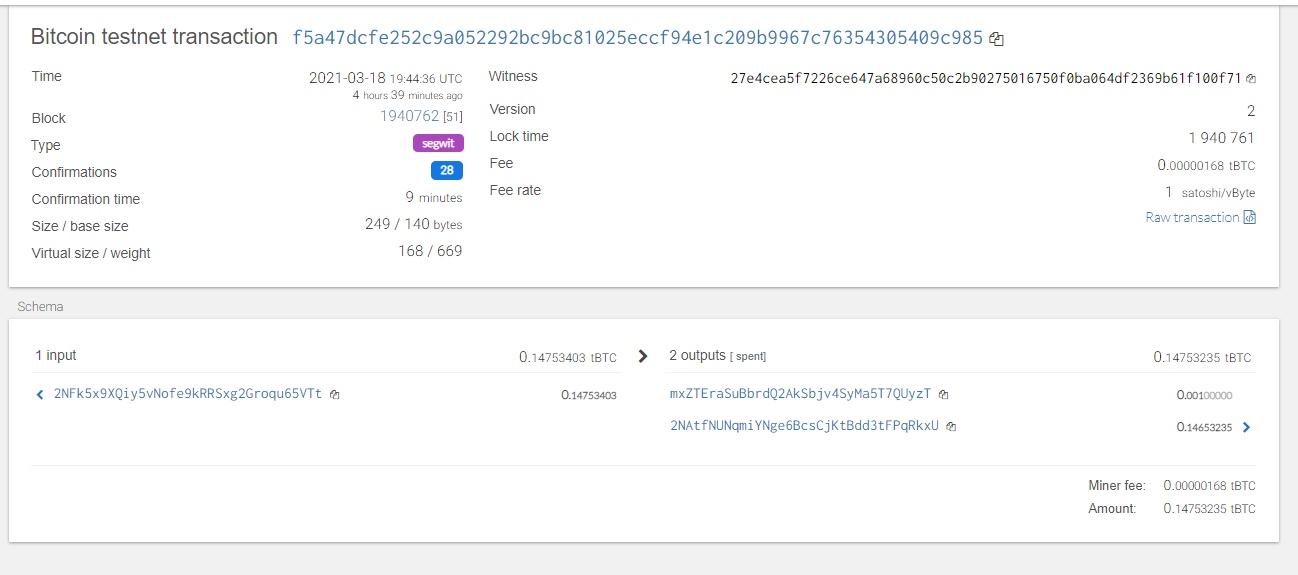 Bitcoin testnet transaction f5a47dcfe252c9a052292bc9bc81025eccf94e1c209b9967c76354305409c985
Time 2021-03-18 19:44:36 UTC
4 hours 39 minutes ago
Block 1940762 [51]
Type segwit
Confirmations 28
Confirmation time 9 minutes
Size / base size 249 / 140 bytes
Virtual size / weight 168 / 669
Witness 27e4cea5f7226ce647a68960c50c2b90275016750f0ba064df2369b61f100f71
Version 2
Lock time 1 940 761
Fee 0.00000168 tBTC
Fee rate 1 satoshi/vByte
Raw transaction
Schema
1 input 0.14753403 tBTC
2NFk5x9XQiy5vNofe9kRRSxg2Groqu65VTt 0.14753403
2 outputs [ spent] 0.14753235 tBTC
mxZTEraSuBbrdQ2AkSbjv4SyMa5T7QUyzT 0.00100000
2NAtfNUNqmiYNge6BcsCjKtBdd3tFPqRkxU 0.14653235
Miner fee: 0.00000168 tBTC
Amount: 0.14753235 tBTC